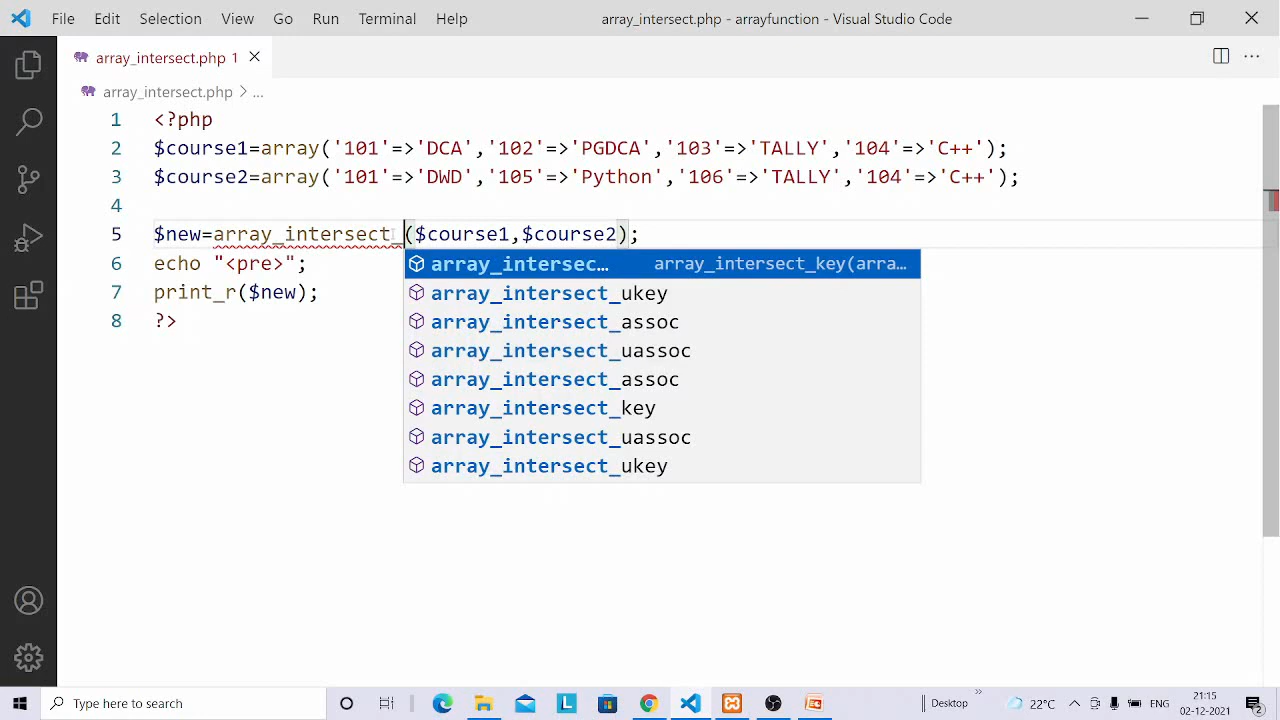 File Edit Selection View Go Run Terminal Help array_intersect.php - arrayfunction - Visual Studio Code
array_intersect.php 1
array_intersect.php > ...
1 <?php
2 $course1=array('101'=>'DCA','102'=>'PGDCA','103'=>'TALLY','104'=>'C++');
3 $course2=array('101'=>'DWD','105'=>'Python','106'=>'TALLY','104'=>'C++');
4
5 $new=array_intersect_($course1,$course2);
array_intersec… array_intersect_key(arra…
6 echo "<pre>";
array_intersect_ukey
7 print_r($new);
array_intersect_assoc
8 ?>
array_intersect_uassoc
array_intersect_assoc
array_intersect_key
array_intersect_uassoc
array_intersect_ukey
Type here to search
Desktop
22°C
ENG
21:15
02-12-2021
2